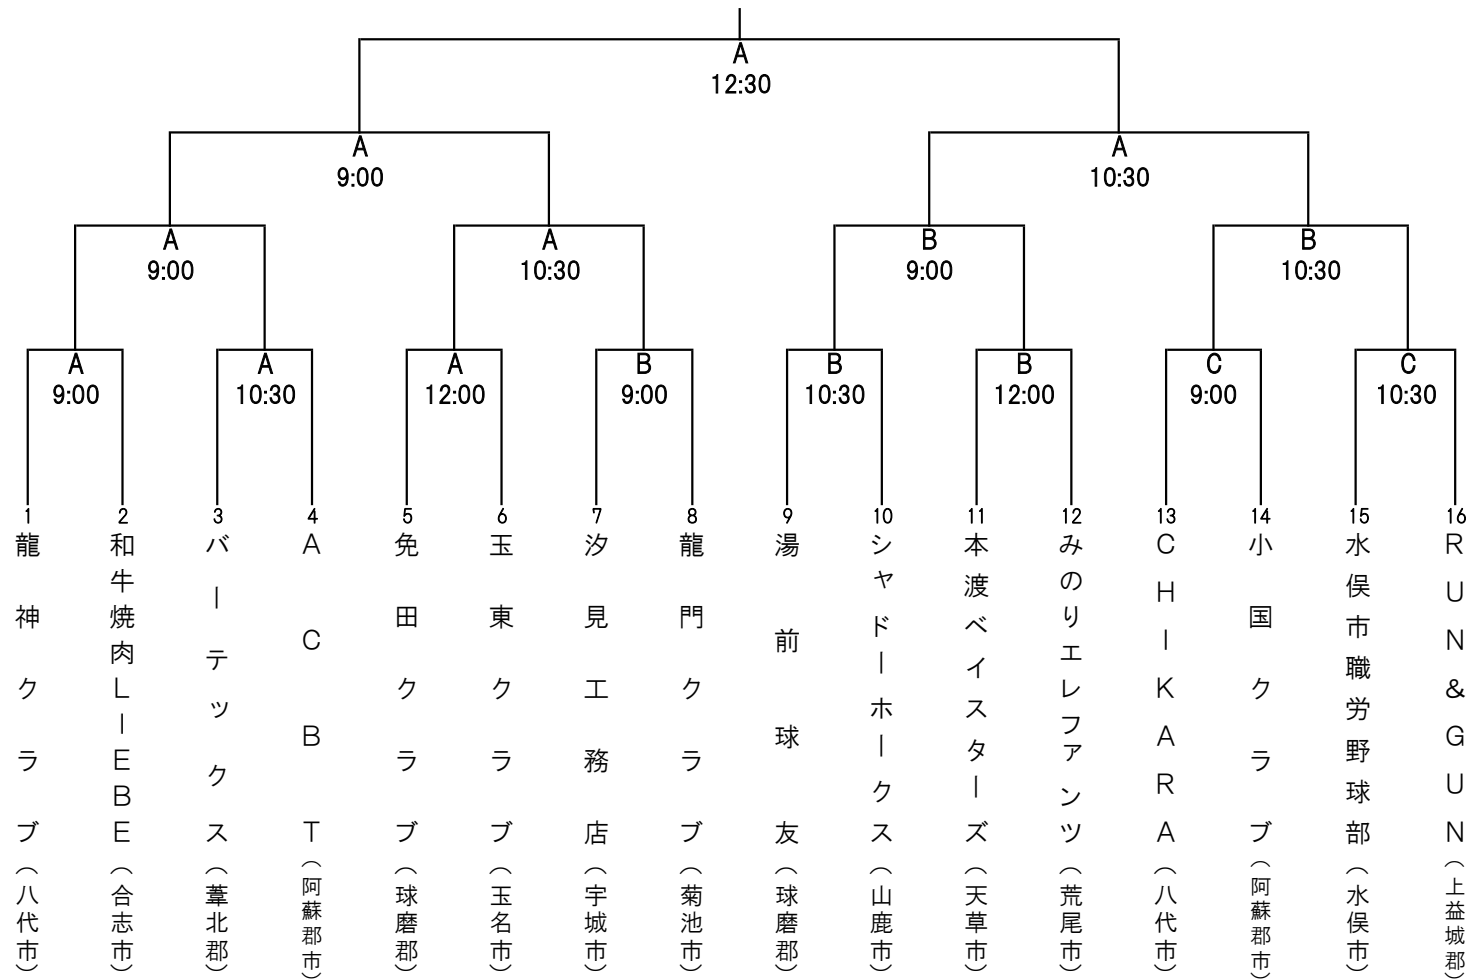 A
12:30
A
9:00
A
10:30
A
9:00
A
10:30
B
9:00
B
10:30
A
9:00
A
10:30
A
12:00
B
9:00
B
10:30
B
12:00
C
9:00
C
10:30
1
龍神クラブ(八代市)
2
和牛焼肉LIEBE(合志市)
3
バーテックス(葦北郡)
4
ACBT(阿蘇郡市)
5
免田クラブ(球磨郡)
6
玉東クラブ(玉名市)
7
汐見工務店(宇城市)
8
龍門クラブ(菊池市)
9
湯前球友(球磨郡)
10
シャドーホークス(山鹿市)
11
本渡ベイスターズ(天草市)
12
みのりエレファンツ(荒尾市)
13
CHIKARA(八代市)
14
小国クラブ(阿蘇郡市)
15
水俣市職労野球部(水俣市)
16
RUN&GUN(上益城郡)